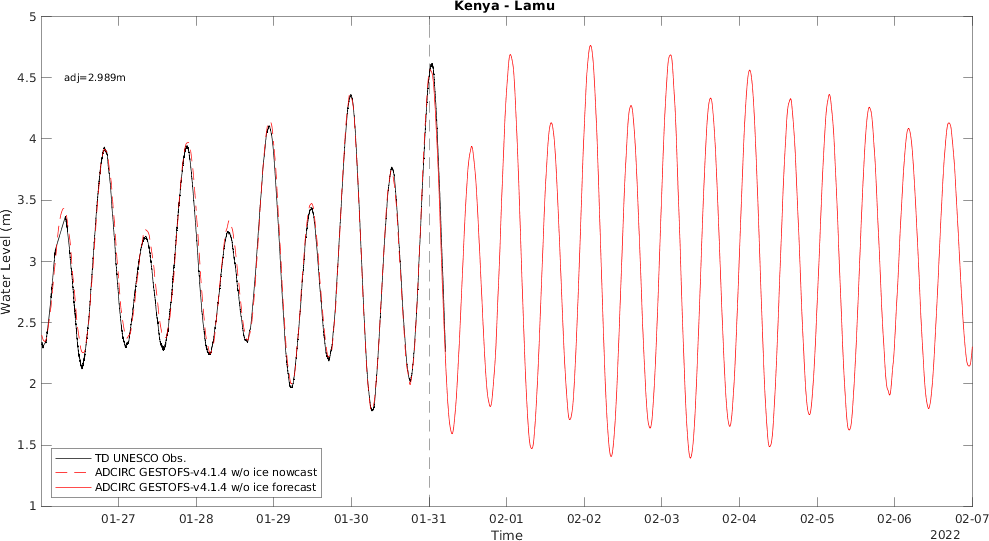 Kenya - Lamu
5
4.5
4
3.5
3
2.5
2
1.5
1
Water Level (m)
adj=2.989m
TD UNESCO Obs.
ADCIRC GESTOFS-v4.1.4 w/o ice nowcast
ADCIRC GESTOFS-v4.1.4 w/o ice forecast
01-27 01-28 01-29 01-30 01-31 02-01 02-02 02-03 02-04 02-05 02-06 02-07
Time
2022